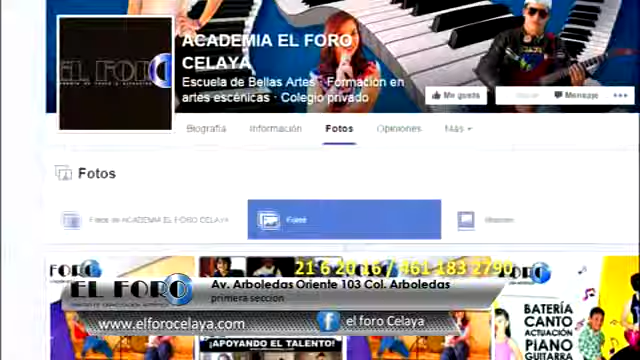 EL FORO
ACADEMIA EL FORO
CELAYA
Escuela de Bellas Artes · Formación en
artes escénicas · Colegio privado
Me gusta
Mensaje
Biografía
Información
Fotos
Opiniones
Más
Fotos
Fotos de ACADEMIA EL FORO CELAYA
Fotos
Álbumes
FORO
21 6 20 16 / 461 183 2790
EL FORO
Av. Arboledas Oriente 103 Col. Arboledas
primera sección
www.elforocelaya.com
f el foro Celaya
¡APOYANDO EL TALENTO!
BATERÍA
CANTO
ACTUACIÓN
PIANO
GUITARRA